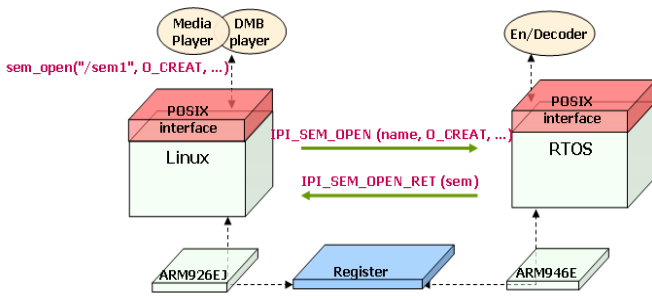 Media
Player
DMB
player
En/Decoder
sem_open("/sem1", O_CREAT, ...)
POSIX
interface
POSIX
interface
IPI_SEM_OPEN (name, O_CREAT, ...)
Linux
RTOS
IPI_SEM_OPEN_RET (sem)
ARM926EJ
Register
ARM946E